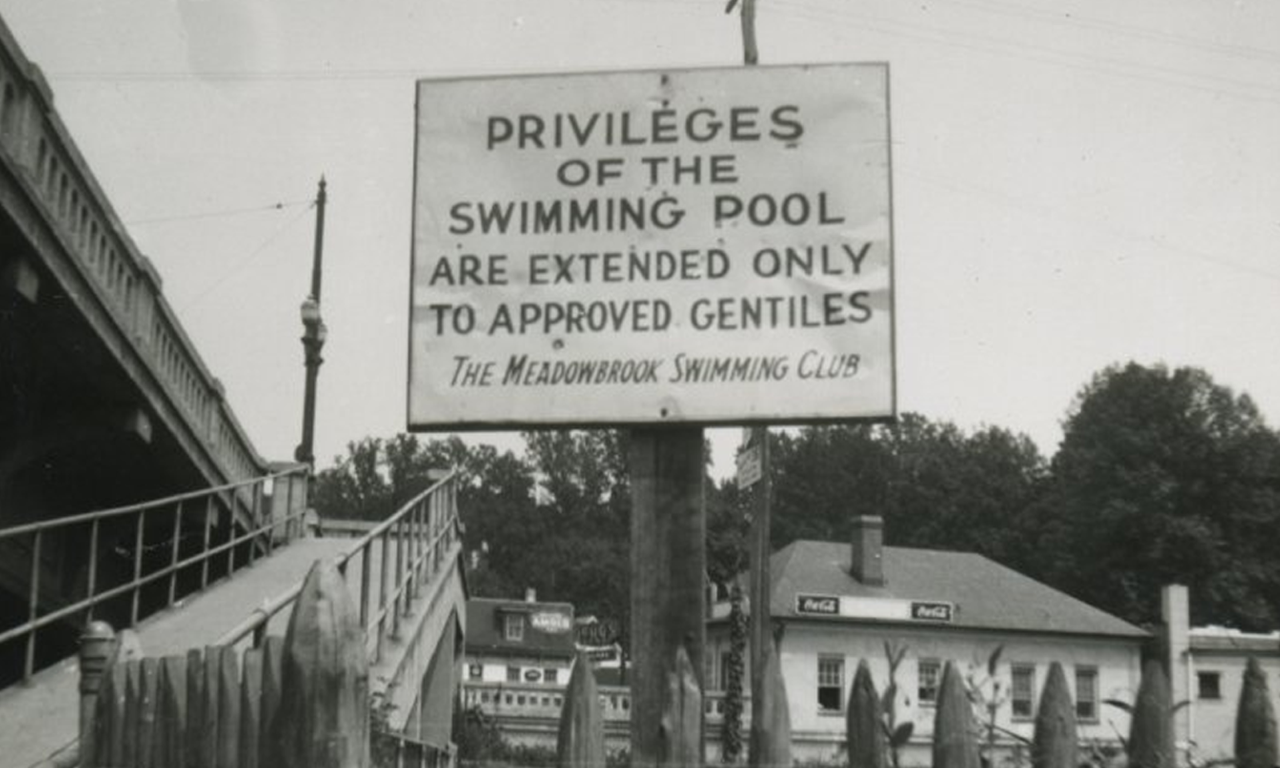 PRIVILEGES
OF THE
SWIMMING POOL
ARE EXTENDED ONLY
TO APPROVED GENTILES
THE MEADOWBROOK SWIMMING CLUB
Coca-Cola
Coca-Cola